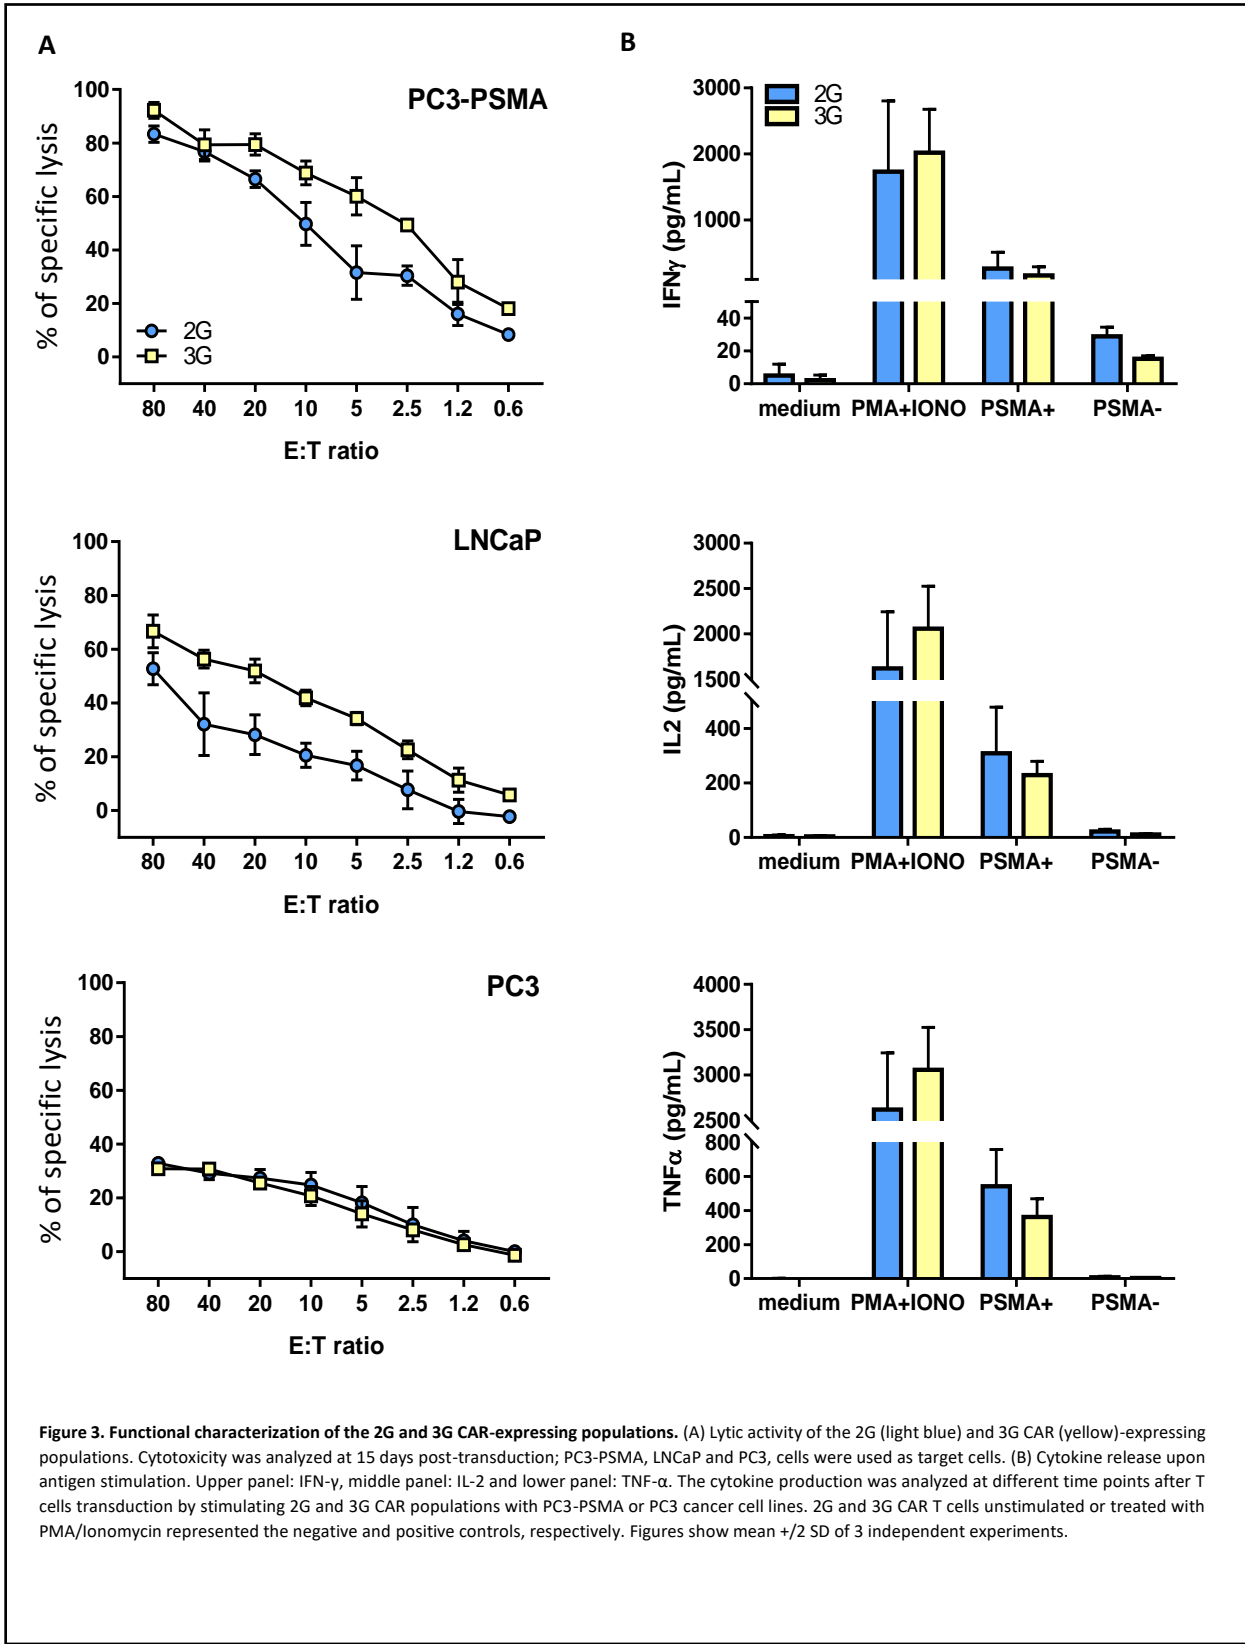 A
B
PC3-PSMA
% of specific lysis
100
80
60
40
20
0
2G
3G
80 40 20 10 5 2.5 1.2 0.6
E:T ratio
2G
3G
IFNγ (pg/mL)
3000
2000
1000
40
20
0
medium PMA+IONO PSMA+ PSMA-
LNCaP
% of specific lysis
100
80
60
40
20
0
80 40 20 10 5 2.5 1.2 0.6
E:T ratio
IL2 (pg/mL)
3000
2500
2000
1500
400
200
0
medium PMA+IONO PSMA+ PSMA-
PC3
% of specific lysis
100
80
60
40
20
0
80 40 20 10 5 2.5 1.2 0.6
E:T ratio
TNFα (pg/mL)
4000
3500
3000
2500
800
600
400
200
0
medium PMA+IONO PSMA+ PSMA-
Figure 3. Functional characterization of the 2G and 3G CAR-expressing populations. (A) Lytic activity of the 2G (light blue) and 3G CAR (yellow)-expressing
populations. Cytotoxicity was analyzed at 15 days post-transduction; PC3-PSMA, LNCaP and PC3, cells were used as target cells. (B) Cytokine release upon
antigen stimulation. Upper panel: IFN-γ, middle panel: IL-2 and lower panel: TNF-α. The cytokine production was analyzed at different time points after T
cells transduction by stimulating 2G and 3G CAR populations with PC3-PSMA or PC3 cancer cell lines. 2G and 3G CAR T cells unstimulated or treated with
PMA/Ionomycin represented the negative and positive controls, respectively. Figures show mean +/2 SD of 3 independent experiments.